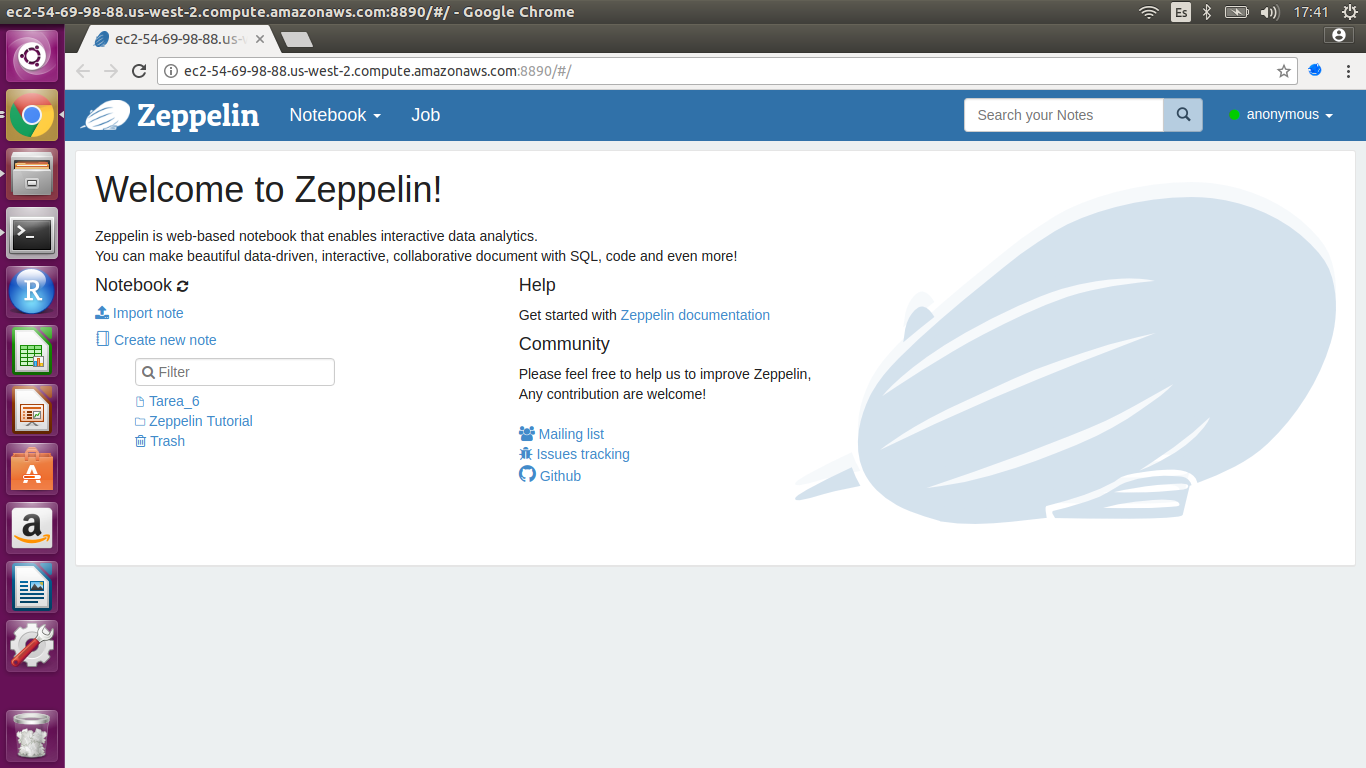 ec2-54-69-98-88.us-west-2.compute.amazonaws.com:8890/#/ - Google Chrome
Es
17:41
ec2-54-69-98-88.us-
ec2-54-69-98-88.us-west-2.compute.amazonaws.com:8890/#/
Zeppelin
Notebook
Job
Search your Notes
anonymous
Welcome to Zeppelin!
Zeppelin is web-based notebook that enables interactive data analytics.
You can make beautiful data-driven, interactive, collaborative document with SQL, code and even more!
Notebook
Import note
Create new note
Filter
Tarea_6
Zeppelin Tutorial
Trash
Help
Get started with Zeppelin documentation
Community
Please feel free to help us to improve Zeppelin,
Any contribution are welcome!
Mailing list
Issues tracking
Github
R
A
a